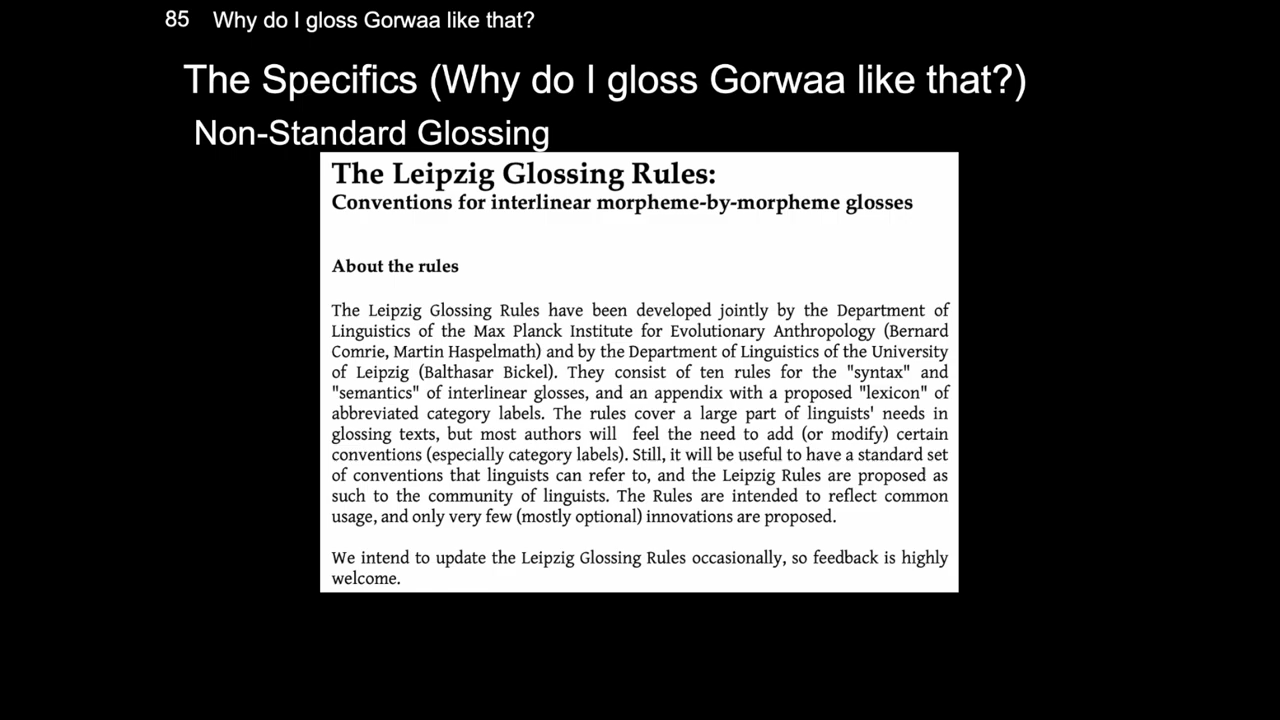 85 Why do I gloss Gorwaa like that?
The Specifics (Why do I gloss Gorwaa like that?)
Non-Standard Glossing
The Leipzig Glossing Rules:
Conventions for interlinear morpheme-by-morpheme glosses
About the rules
The Leipzig Glossing Rules have been developed jointly by the Department of
Linguistics of the Max Planck Institute for Evolutionary Anthropology (Bernard
Comrie, Martin Haspelmath) and by the Department of Linguistics of the University
of Leipzig (Balthasar Bickel). They consist of ten rules for the "syntax" and
"semantics" of interlinear glosses, and an appendix with a proposed "lexicon" of
abbreviated category labels. The rules cover a large part of linguists' needs in
glossing texts, but most authors will feel the need to add (or modify) certain
conventions (especially category labels). Still, it will be useful to have a standard set
of conventions that linguists can refer to, and the Leipzig Rules are proposed as
such to the community of linguists. The Rules are intended to reflect common
usage, and only very few (mostly optional) innovations are proposed.
We intend to update the Leipzig Glossing Rules occasionally, so feedback is highly
welcome.